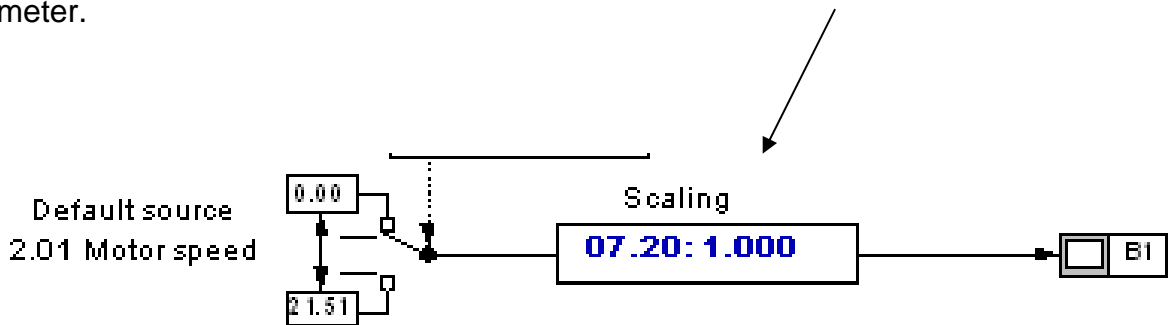 meter.
0.00
Scaling
Default source
2.01 Motor speed
07.20: 1.000
B1
21.51